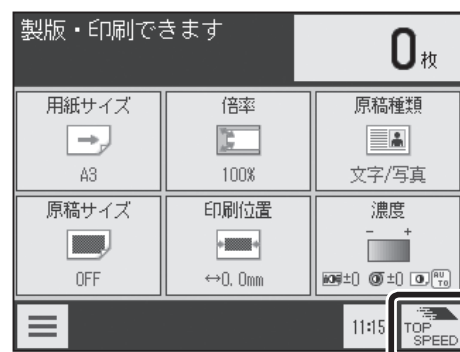 製版・印刷できます
0枚
用紙サイズ
倍率
原稿種類
A3
100%
文字/写真
原稿サイズ
印刷位置
濃度
- +
OFF
↔0.0mm
±0 ±0 AUTO
11:15
TOP
SPEED